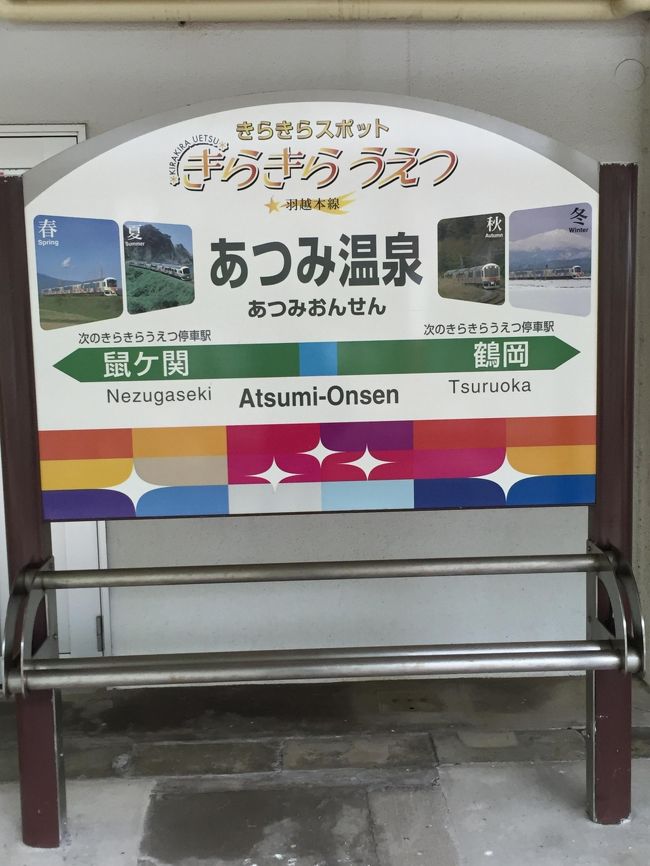 きらきらスポット
KIRAKIRA UETSU
きらきらうえつ
羽越本線
春
Spring
夏
Summer
秋
Autumn
冬
Winter
あつみ温泉
あつみおんせん
次のきらきらうえつ停車駅
次のきらきらうえつ停車駅
鼠ケ関
鶴岡
Nezugaseki
Atsumi-Onsen
Tsuruoka